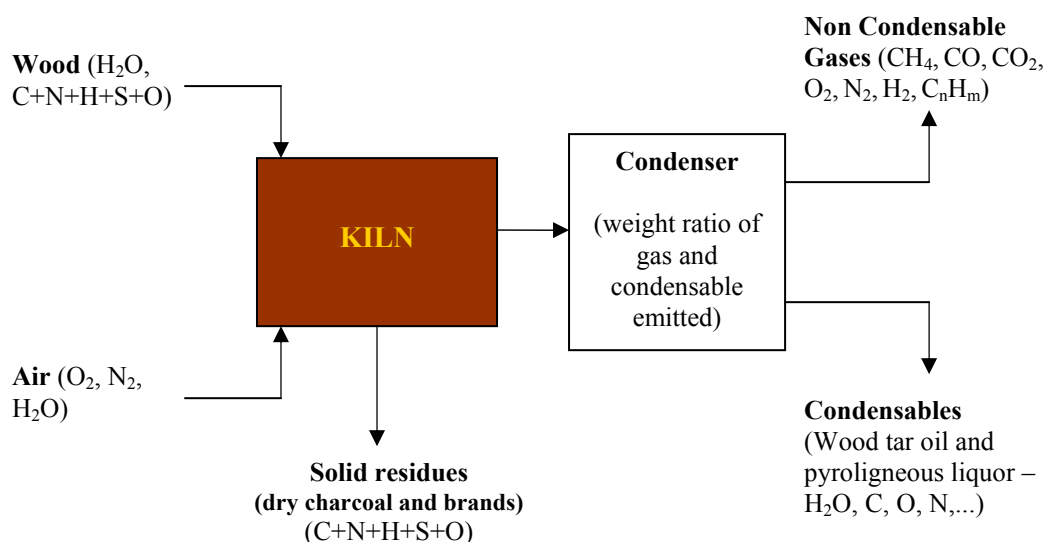 Wood (H₂O,
C+N+H+S+O)
Air (O₂, N₂,
H₂O)
KILN
Solid residues
(dry charcoal and brands)
(C+N+H+S+O)
Condenser
(weight ratio of
gas and
condensable
emitted)
Non Condensable
Gases (CH₄, CO, CO₂,
O₂, N₂, H₂, CₙHₘ)
Condensables
(Wood tar oil and
pyroligneous liquor –
H₂O, C, O, N,...)